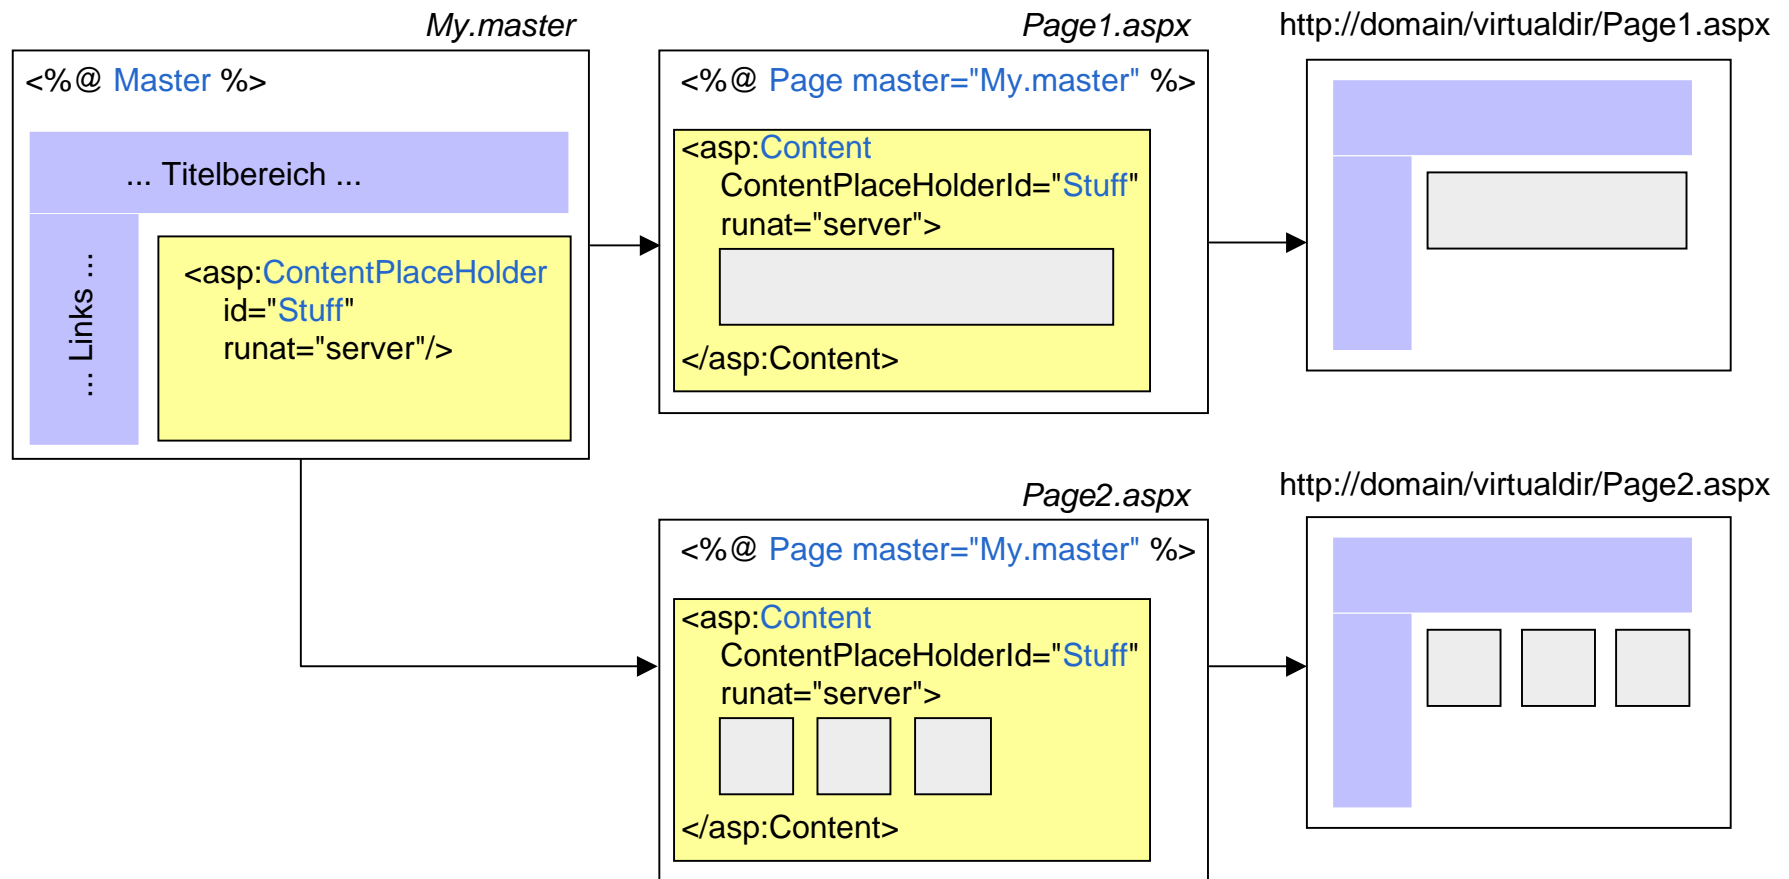 My.master
<%@ Master %>
... Titelbereich ...
... Links ...
<asp:ContentPlaceHolder
id="Stuff"
runat="server"/>
Page1.aspx
<%@ Page master="My.master" %>
<asp:Content
ContentPlaceHolderId="Stuff"
runat="server">
</asp:Content>
http://domain/virtualdir/Page1.aspx
Page2.aspx
<%@ Page master="My.master" %>
<asp:Content
ContentPlaceHolderId="Stuff"
runat="server">
</asp:Content>
http://domain/virtualdir/Page2.aspx